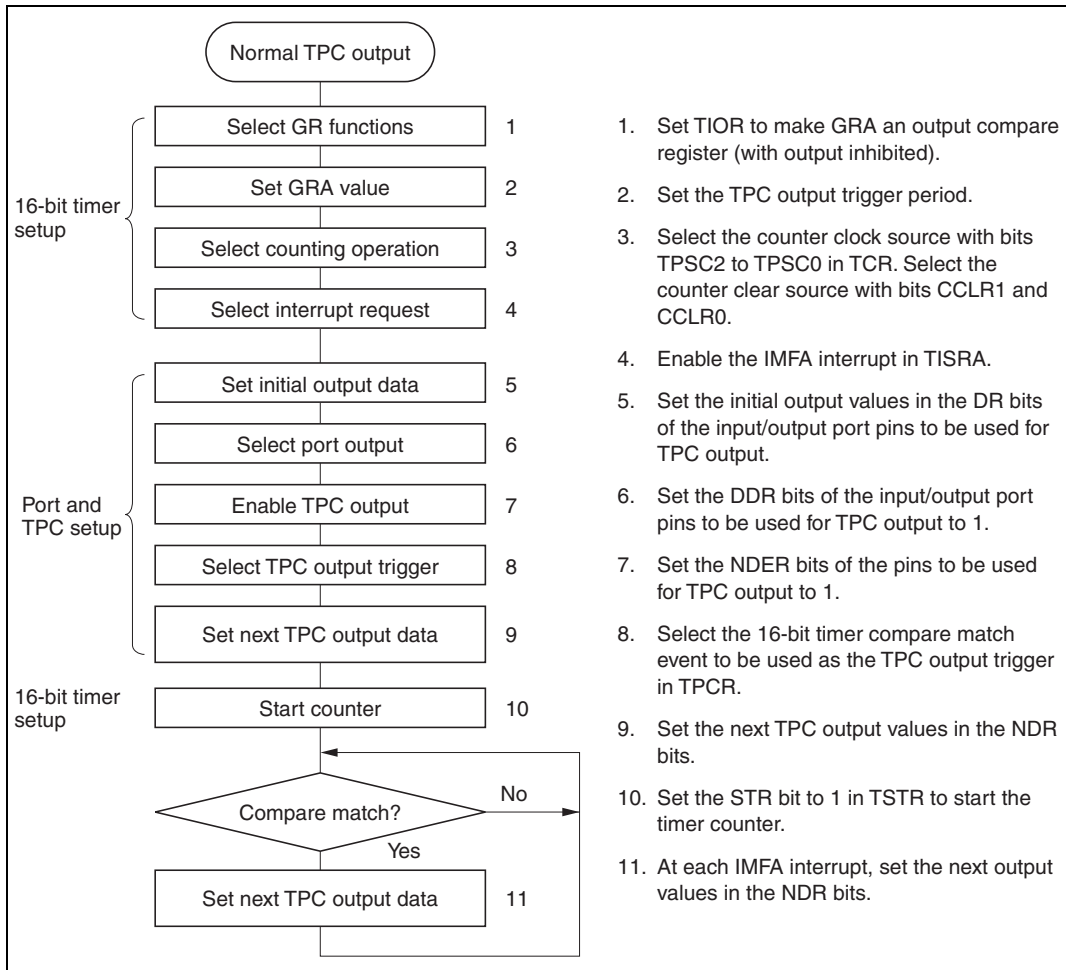 Normal TPC output
16-bit timer
setup
Select GR functions
1
Set GRA value
2
Select counting operation
3
Select interrupt request
4
Port and
TPC setup
Set initial output data
5
Select port output
6
Enable TPC output
7
Select TPC output trigger
8
Set next TPC output data
9
16-bit timer
setup
Start counter
10
Compare match?
No
Yes
Set next TPC output data
11
1. Set TIOR to make GRA an output compare
register (with output inhibited).
2. Set the TPC output trigger period.
3. Select the counter clock source with bits
TPSC2 to TPSC0 in TCR. Select the
counter clear source with bits CCLR1 and
CCLR0.
4. Enable the IMFA interrupt in TISRA.
5. Set the initial output values in the DR bits
of the input/output port pins to be used for
TPC output.
6. Set the DDR bits of the input/output port
pins to be used for TPC output to 1.
7. Set the NDER bits of the pins to be used
for TPC output to 1.
8. Select the 16-bit timer compare match
event to be used as the TPC output trigger
in TPCR.
9. Set the next TPC output values in the NDR
bits.
10. Set the STR bit to 1 in TSTR to start the
timer counter.
11. At each IMFA interrupt, set the next output
values in the NDR bits.